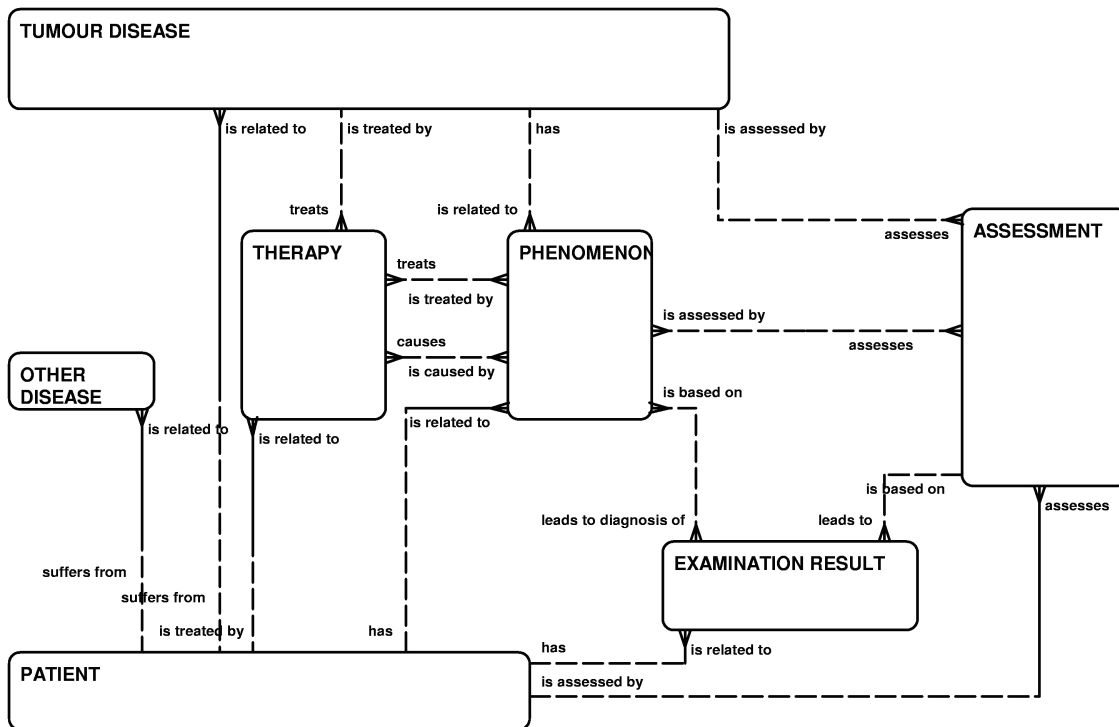 TUMOUR DISEASE
is related to
is treated by
has
is assessed by
treats
is related to
assesses
THERAPY
PHENOMENON
ASSESSMENT
treats
is treated by
is assessed by
causes
assesses
is caused by
OTHER
DISEASE
is based on
is related to
is related to
is related to
is based on
assesses
leads to diagnosis of
leads to
EXAMINATION RESULT
suffers from
suffers from
is treated by
has
has
is related to
PATIENT
is assessed by